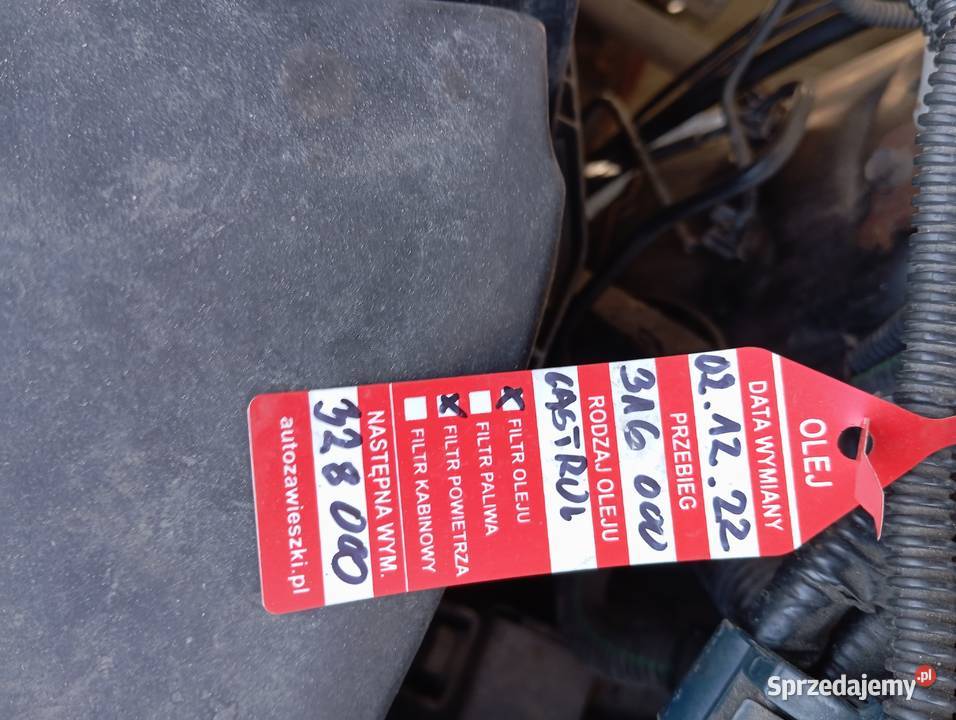 OLEJ
DATA WYMIANY
02.12.22
PRZEBIEG
316 000
RODZAJ OLEJU
CASTROL
x FILTR OLEJU
FILTR PALIWA
x FILTR POWIETRZA
FILTR KABINOWY
NASTĘPNA WYM.
328 000
autozawieszki.pl
Sprzedajemy.pl